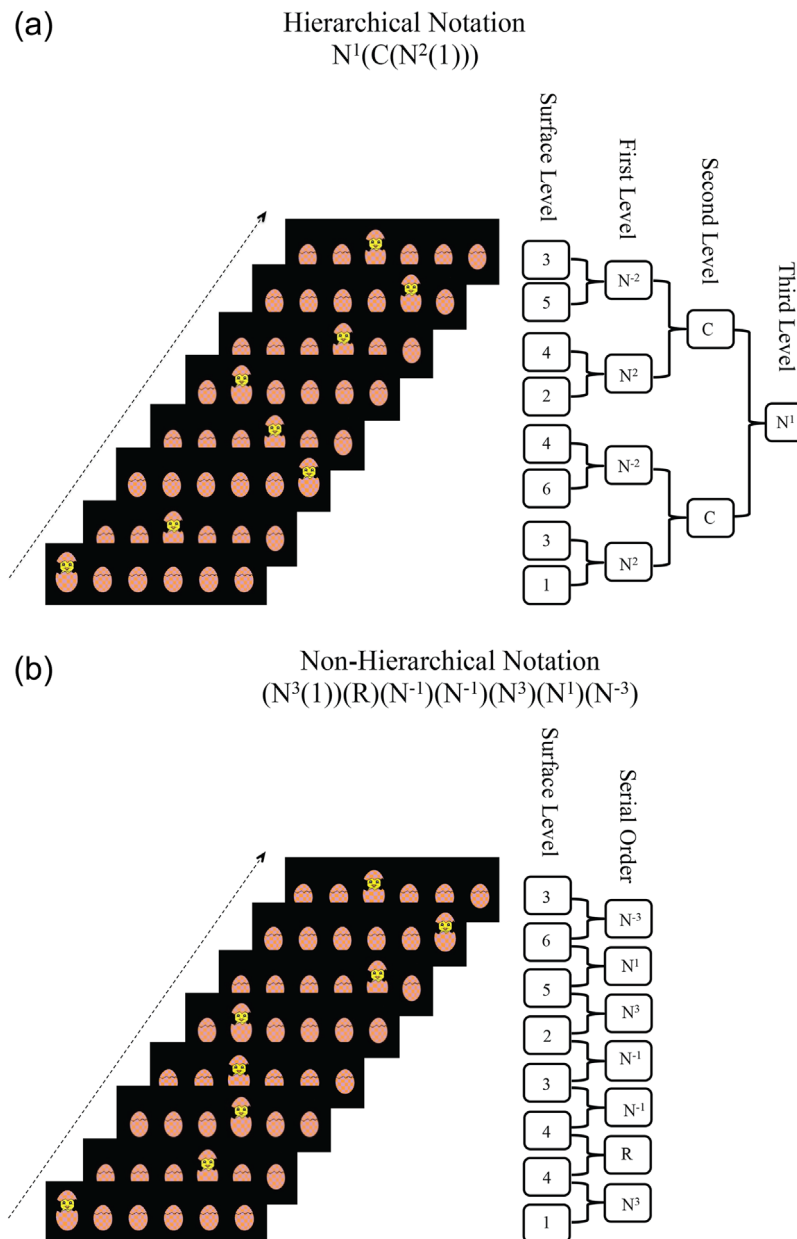 (a)
Hierarchical Notation
N¹(C(N²(1)))
Surface Level
First Level
Second Level
Third Level
3
5
4
2
4
6
3
1
N⁻²
N²
N⁻²
N²
C
C
N¹
(b)
Non-Hierarchical Notation
(N³(1))(R)(N⁻¹)(N⁻¹)(N³)(N¹)(N⁻³)
Surface Level
Serial Order
3
6
5
2
3
4
4
1
N⁻³
N¹
N³
N⁻¹
N⁻¹
R
N³